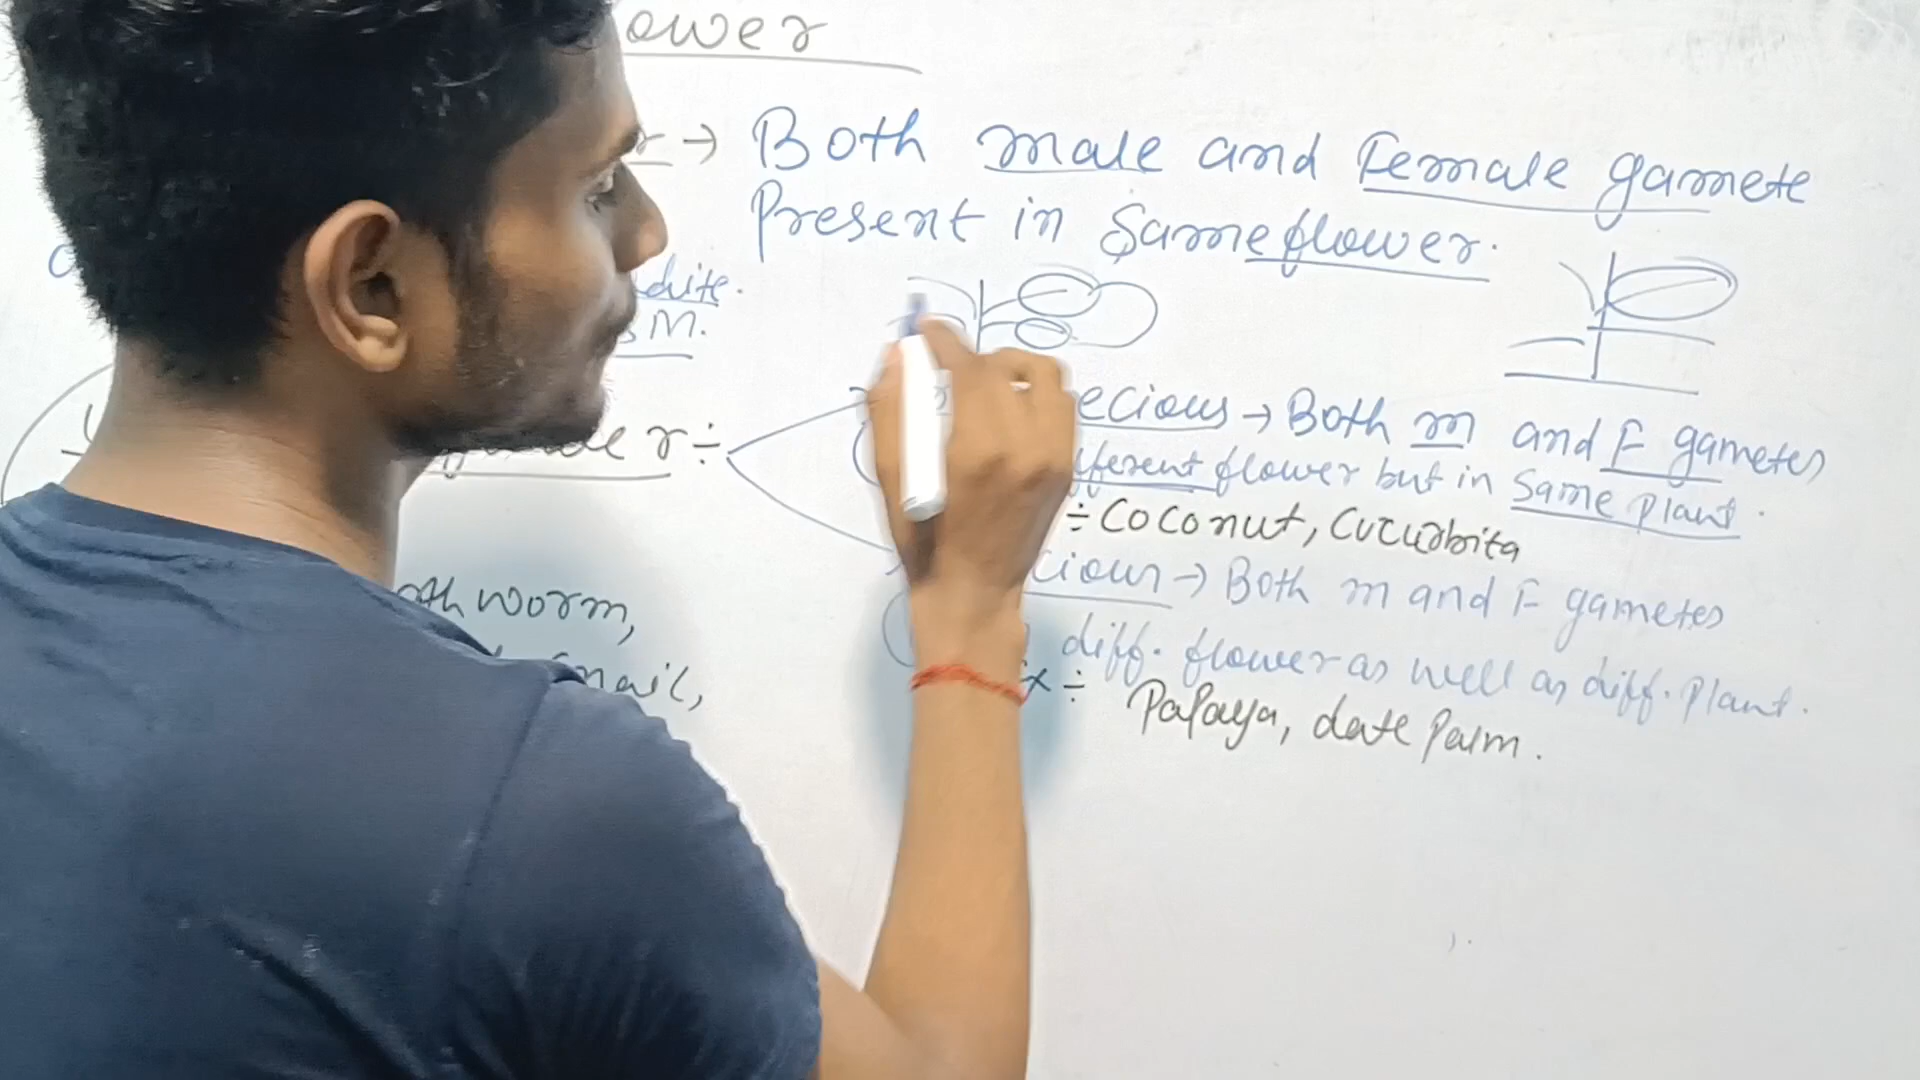 ower
→ Both male and Female gamete
Present in Same flower.
dite.
M.
r ÷
ecious → Both m and F gametes
fferent flower but in Same Plant.
÷ Coconut, Cucurbita
cious → Both m and F gametes
diff. flower as well as diff. Plant.
x ÷ Papaya, date Palm.
worm,
Snail,